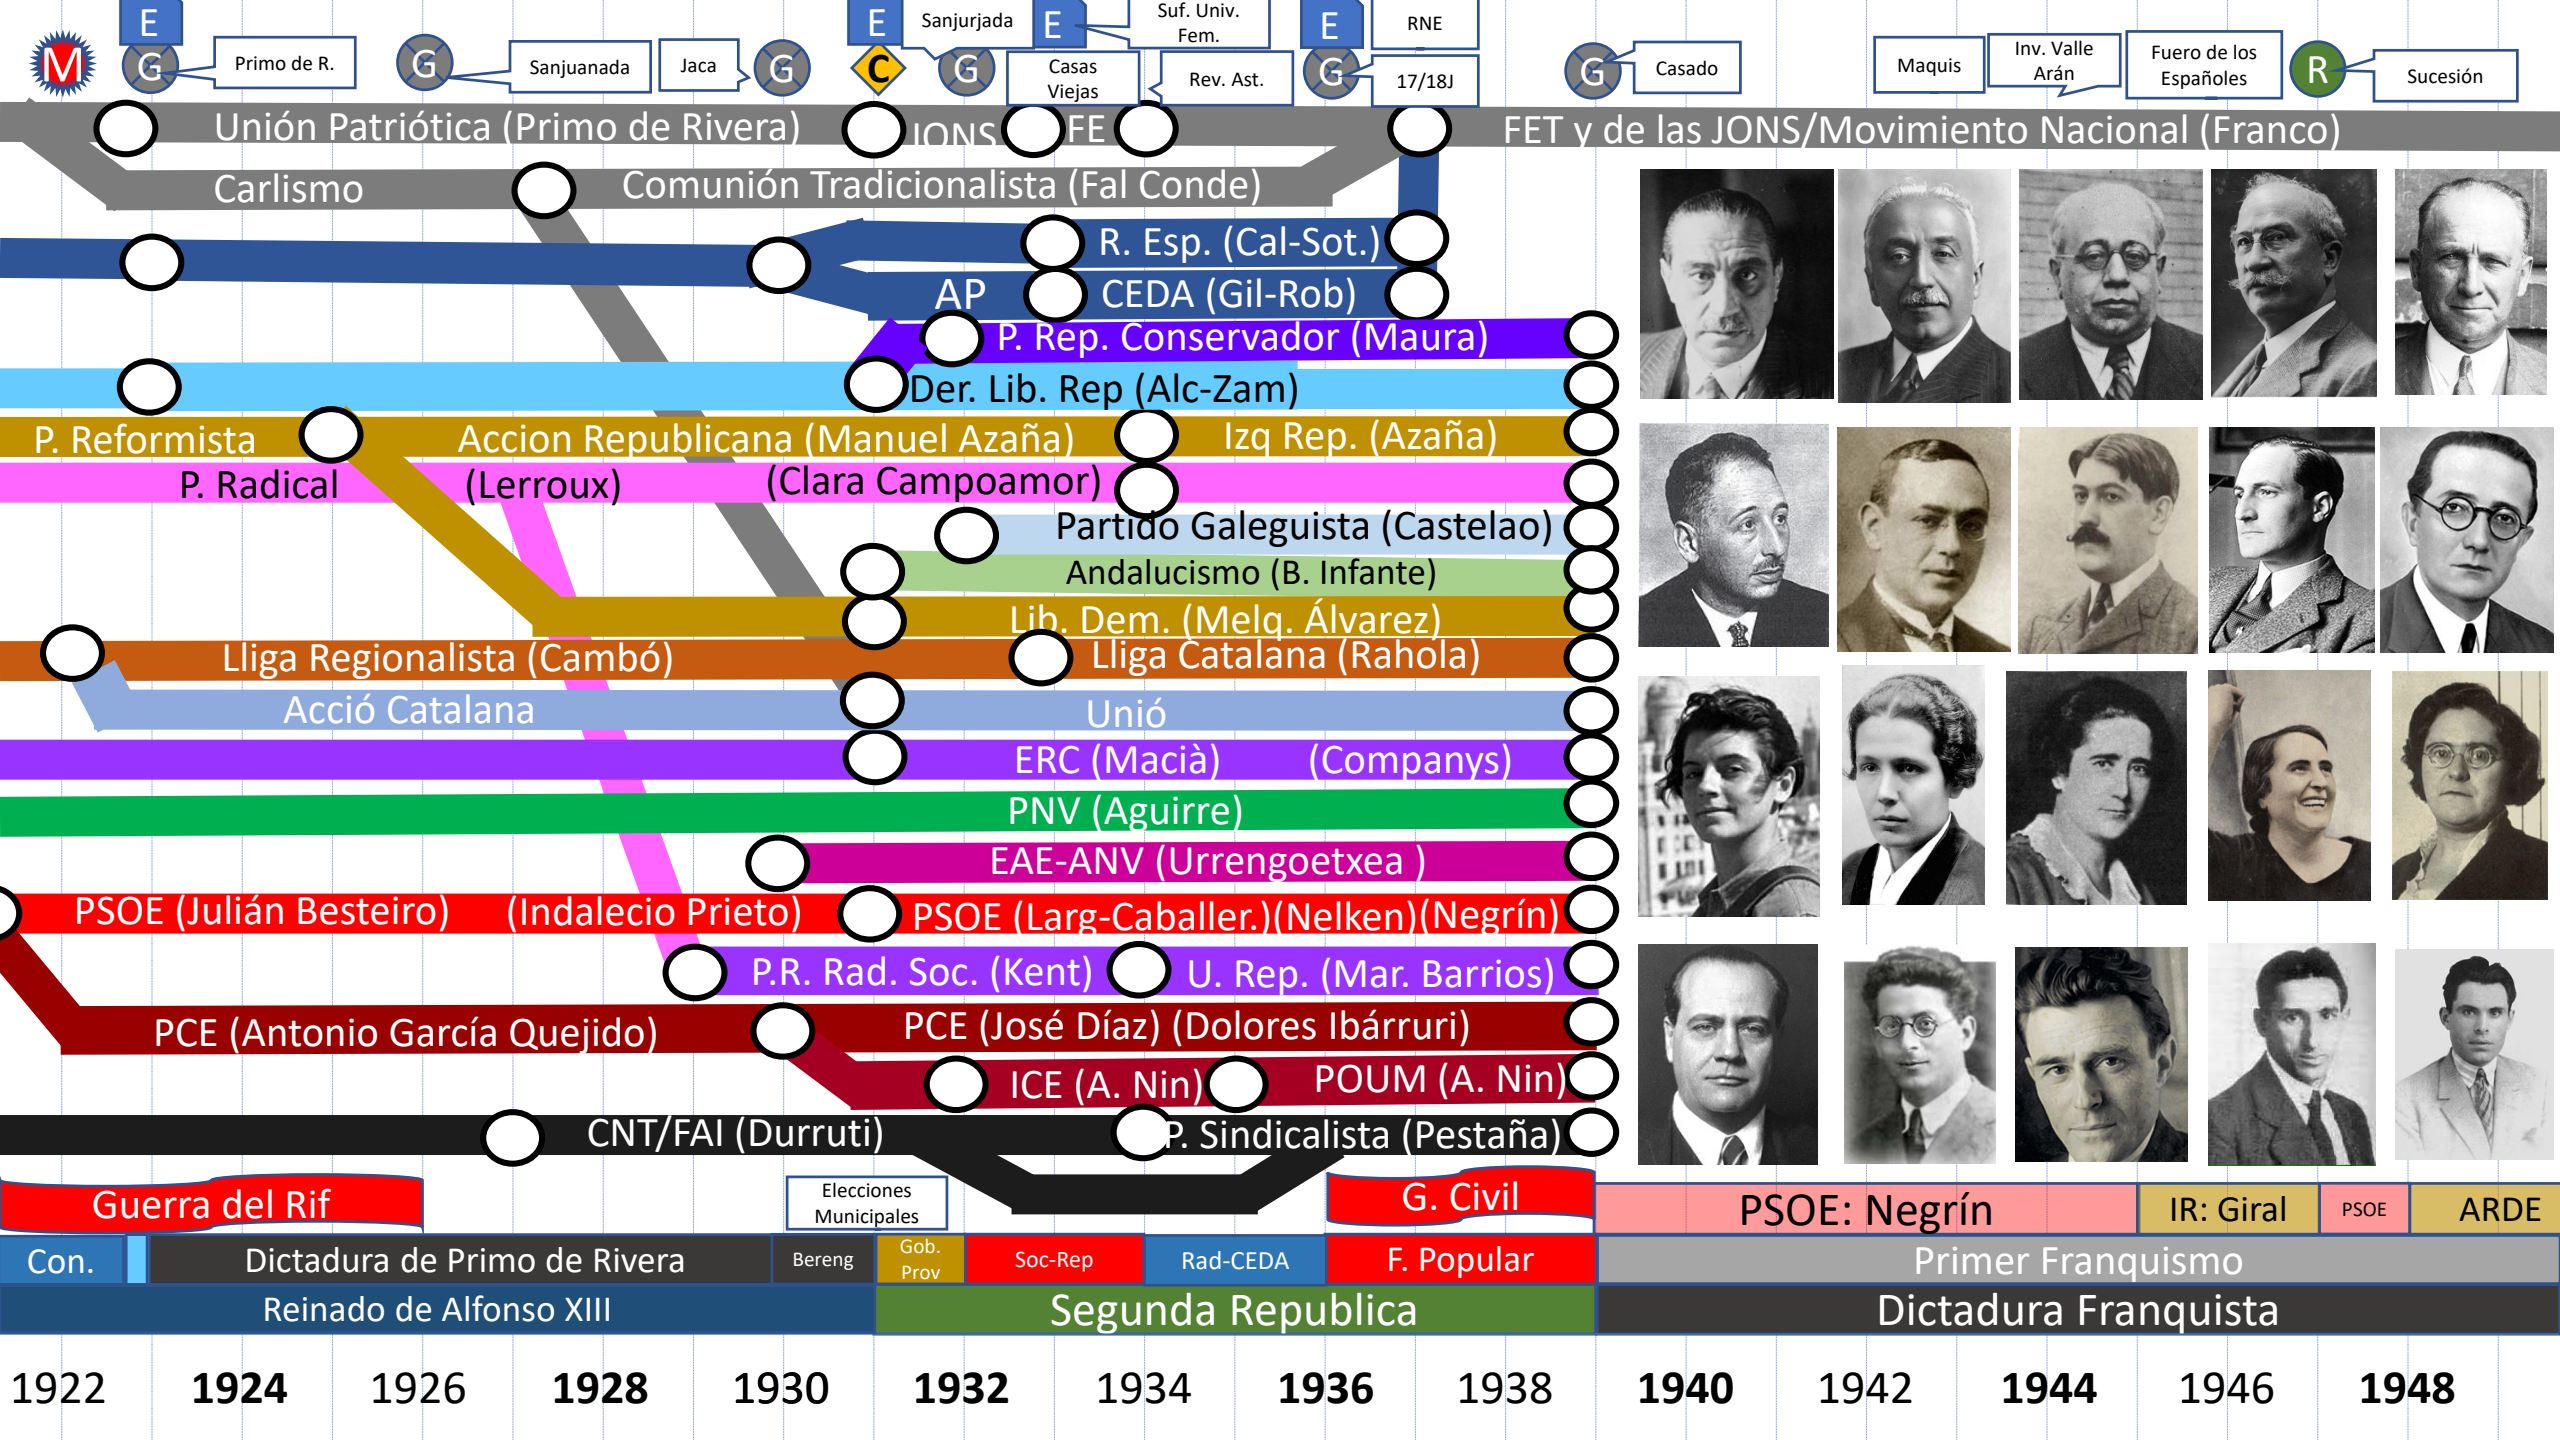 E
E
Sanjurjada
E
Suf. Univ.
Fem.
E
RNE
M
G
Primo de R.
G
Sanjuanada
Jaca
G
C
G
Casas
Viejas
Rev. Ast.
G
17/18J
G
Casado
Maquis
Inv. Valle
Arán
Fuero de los
Españoles
R
Sucesión
Unión Patriótica (Primo de Rivera)
JONS
FE
FET y de las JONS/Movimiento Nacional (Franco)
Carlismo
Comunión Tradicionalista (Fal Conde)
R. Esp. (Cal-Sot.)
AP
CEDA (Gil-Rob)
P. Rep. Conservador (Maura)
Der. Lib. Rep (Alc-Zam)
P. Reformista
Accion Republicana (Manuel Azaña)
Izq Rep. (Azaña)
P. Radical
(Lerroux)
(Clara Campoamor)
Partido Galeguista (Castelao)
Andalucismo (B. Infante)
Lib. Dem. (Melq. Álvarez)
Lliga Regionalista (Cambó)
Lliga Catalana (Rahola)
Acció Catalana
Unió
ERC (Macià)
(Companys)
PNV (Aguirre)
EAE-ANV (Urrengoetxea )
PSOE (Julián Besteiro)
(Indalecio Prieto)
PSOE (Larg-Caballer.)(Nelken)(Negrín)
P.R. Rad. Soc. (Kent)
U. Rep. (Mar. Barrios)
PCE (Antonio García Quejido)
PCE (José Díaz) (Dolores Ibárruri)
ICE (A. Nin)
POUM (A. Nin)
CNT/FAI (Durruti)
P. Sindicalista (Pestaña)
Guerra del Rif
Elecciones
Municipales
G. Civil
PSOE: Negrín
IR: Giral
PSOE
ARDE
Con.
Dictadura de Primo de Rivera
Bereng
Gob.
Prov
Soc-Rep
Rad-CEDA
F. Popular
Primer Franquismo
Reinado de Alfonso XIII
Segunda Republica
Dictadura Franquista
1922
1924
1926
1928
1930
1932
1934
1936
1938
1940
1942
1944
1946
1948